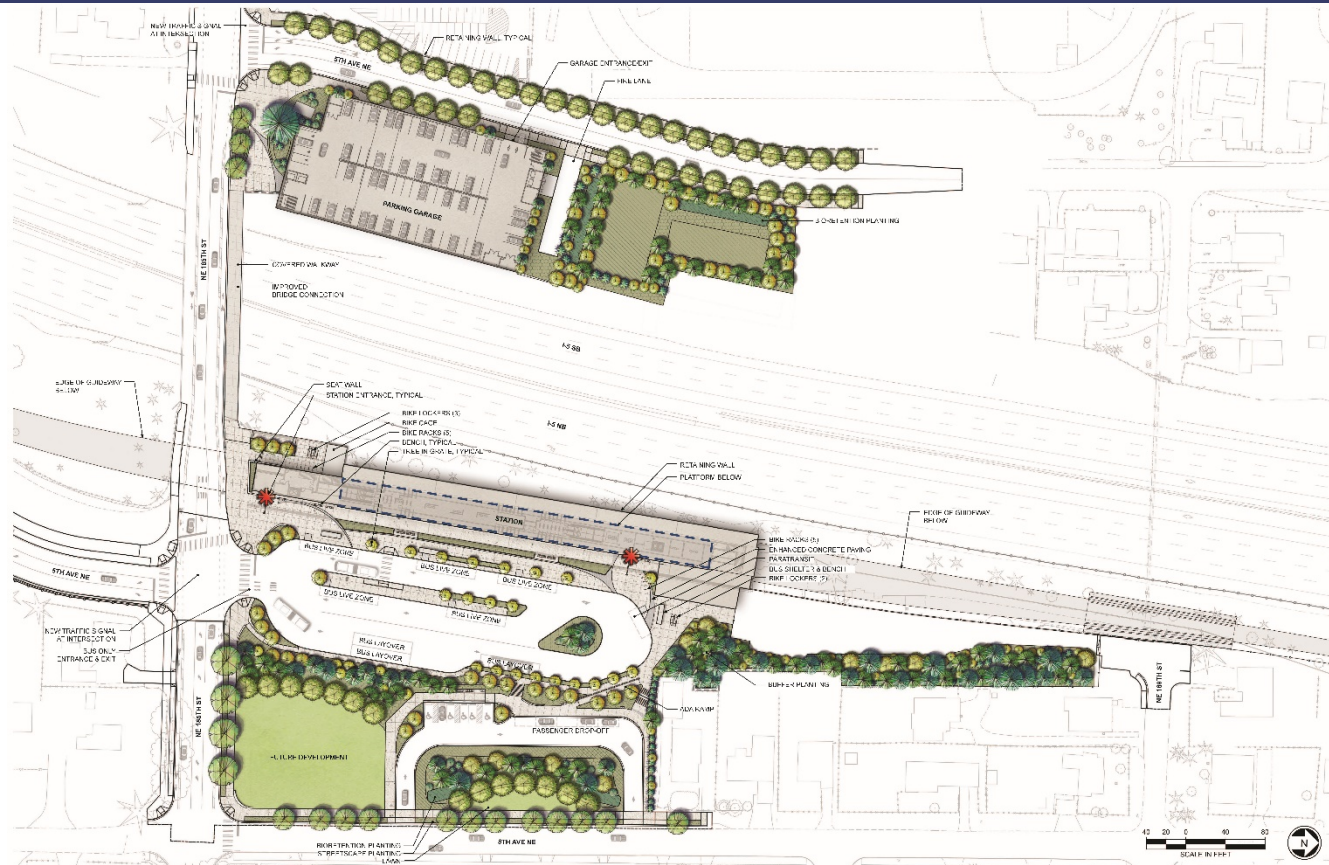 NEW TRAFFIC SIGNAL
AT INTERSECTION
RETAINING WALL, TYPICAL
5TH AVE NE
GARAGE ENTRANCE/EXIT
FIRE LANE
PARKING GARAGE
BIORETENTION PLANTING
NE 185TH ST
COVERED WALKWAY
IMPROVED
BRIDGE CONNECTION
I-5 SB
EDGE OF GUIDEWAY
BELOW
SEAT WALL
STATION ENTRANCE, TYPICAL
BIKE LOCKERS (3)
BIKE CAGE
BIKE RACKS (5)
BENCH, TYPICAL
TREE IN GRATE, TYPICAL
I-5 NB
RETAINING WALL
PLATFORM BELOW
STATION
EDGE OF GUIDEWAY
BELOW
BIKE RACKS (5)
ENHANCED CONCRETE PAVING
PARATRANSIT
BUS SHELTER & BENCH
BIKE LOCKERS (2)
BUS LIVE ZONE
BUS LIVE ZONE
BUS LIVE ZONE
BUS LIVE ZONE
BUS LIVE ZONE
5TH AVE NE
NEW TRAFFIC SIGNAL
AT INTERSECTION
BUS ONLY
ENTRANCE & EXIT
BUS LAYOVER
BUS LAYOVER
BUS LAYOVER
BUFFER PLANTING
NE 189TH ST
ADA RAMP
NE 185TH ST
PASSENGER DROP-OFF
FUTURE DEVELOPMENT
BIORETENTION PLANTING
STREETSCAPE PLANTING
LAWN
8TH AVE NE
40 20 0 40 80
SCALE IN FEET
N